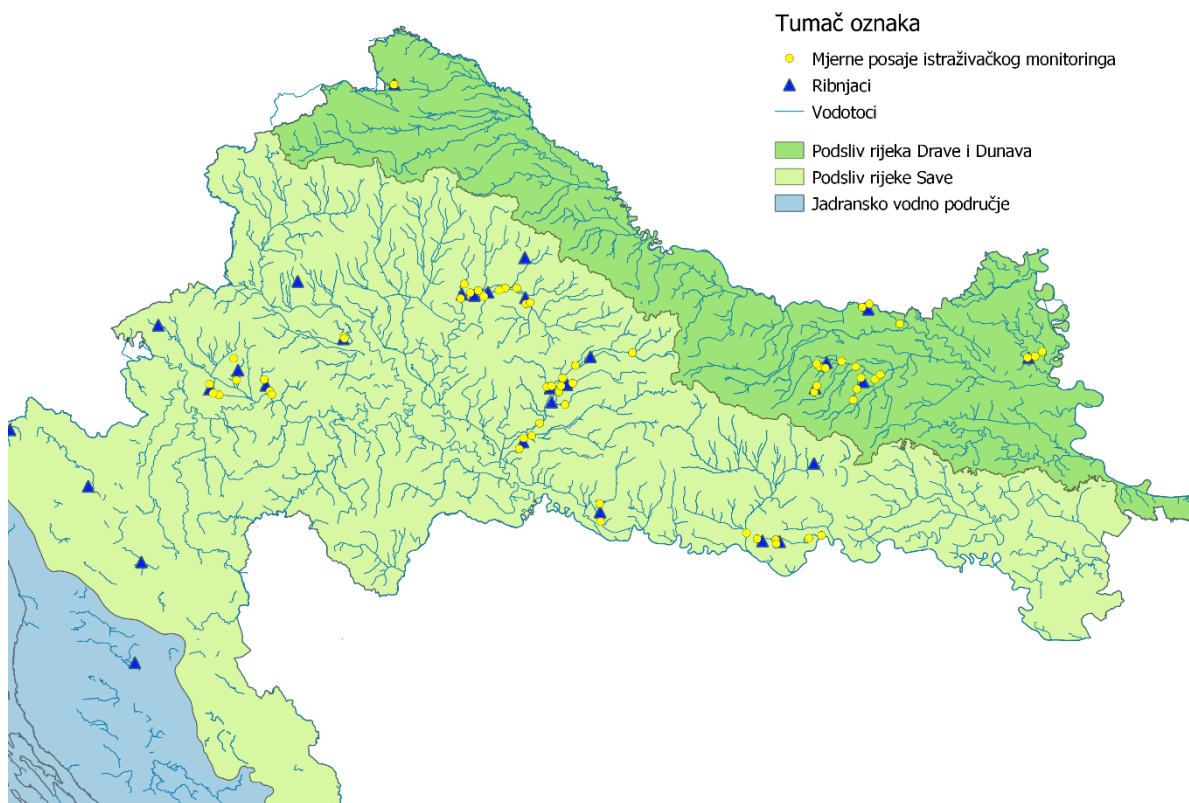 Tumač oznaka
Mjerne posaje istraživačkog monitoringa
Ribnjaci
Vodotoci
Podsliv rijeka Drave i Dunava
Podsliv rijeke Save
Jadransko vodno područje